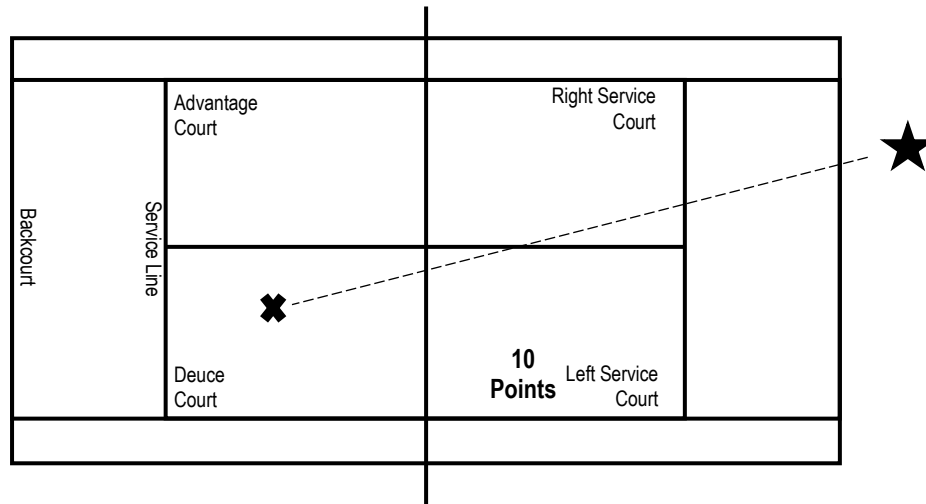 Advantage
Court
Right Service
Court
Backcourt
Service Line
Deuce
Court
10
Points
Left Service
Court